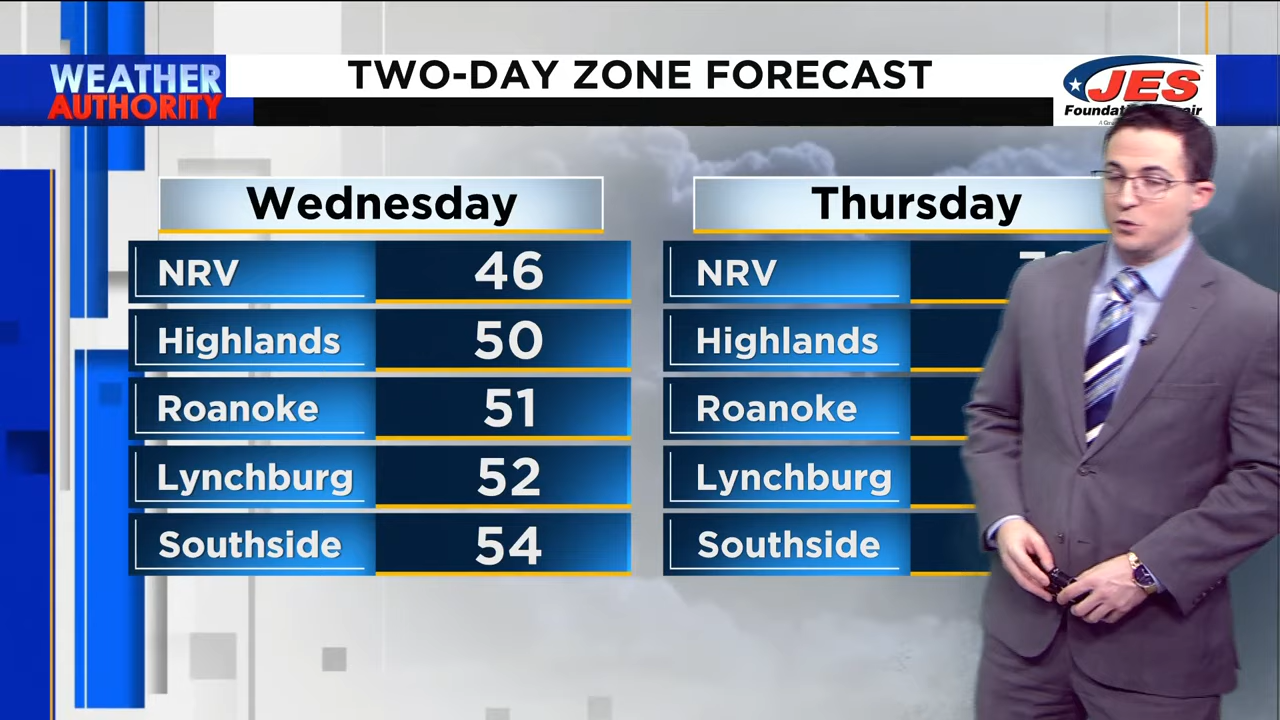 WEATHER
AUTHORITY
TWO-DAY ZONE FORECAST
JES
Wednesday
NRV 46
Highlands 50
Roanoke 51
Lynchburg 52
Southside 54
Thursday
NRV
Highlands
Roanoke
Lynchburg
Southside